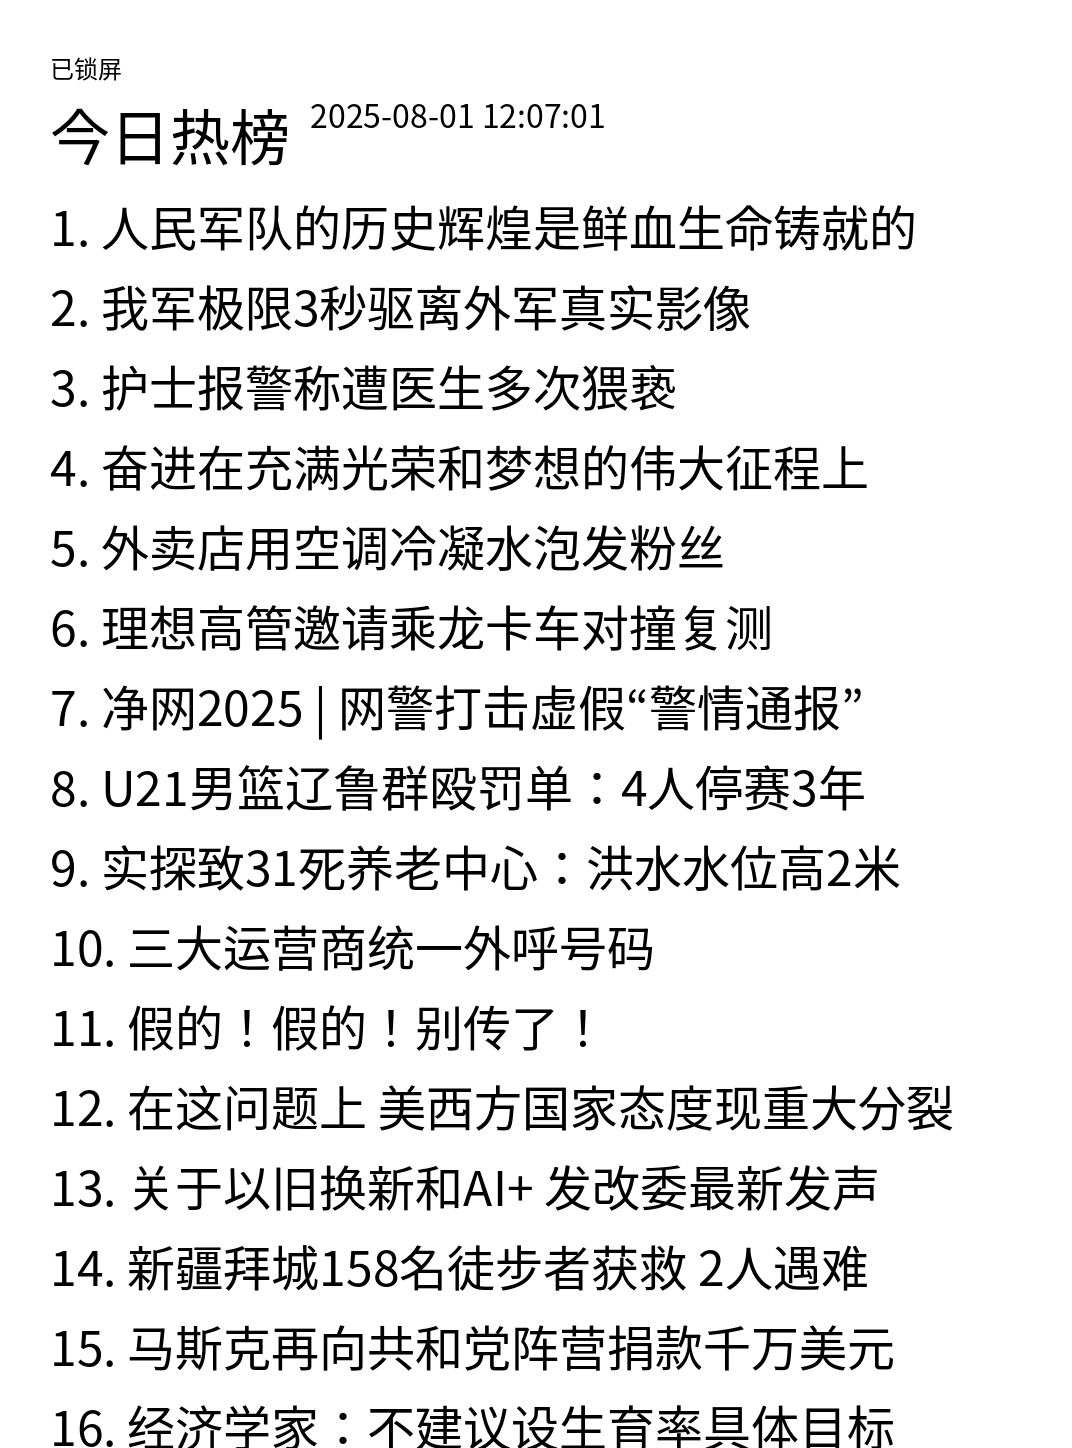 已锁屏
今日热榜 2025-08-01 12:07:01
1. 人民军队的历史辉煌是鲜血生命铸就的
2. 我军极限3秒驱离外军真实影像
3. 护士报警称遭医生多次猥亵
4. 奋进在充满光荣和梦想的伟大征程上
5. 外卖店用空调冷凝水泡发粉丝
6. 理想高管邀请乘龙卡车对撞复测
7. 净网2025 | 网警打击虚假“警情通报”
8. U21男篮辽鲁群殴罚单：4人停赛3年
9. 实探致31死养老中心：洪水水位高2米
10. 三大运营商统一外呼号码
11. 假的！假的！别传了！
12. 在这问题上 美西方国家态度现重大分裂
13. 关于以旧换新和AI+ 发改委最新发声
14. 新疆拜城158名徒步者获救 2人遇难
15. 马斯克再向共和党阵营捐款千万美元
16. 经济学家：不建议设生育率具体目标